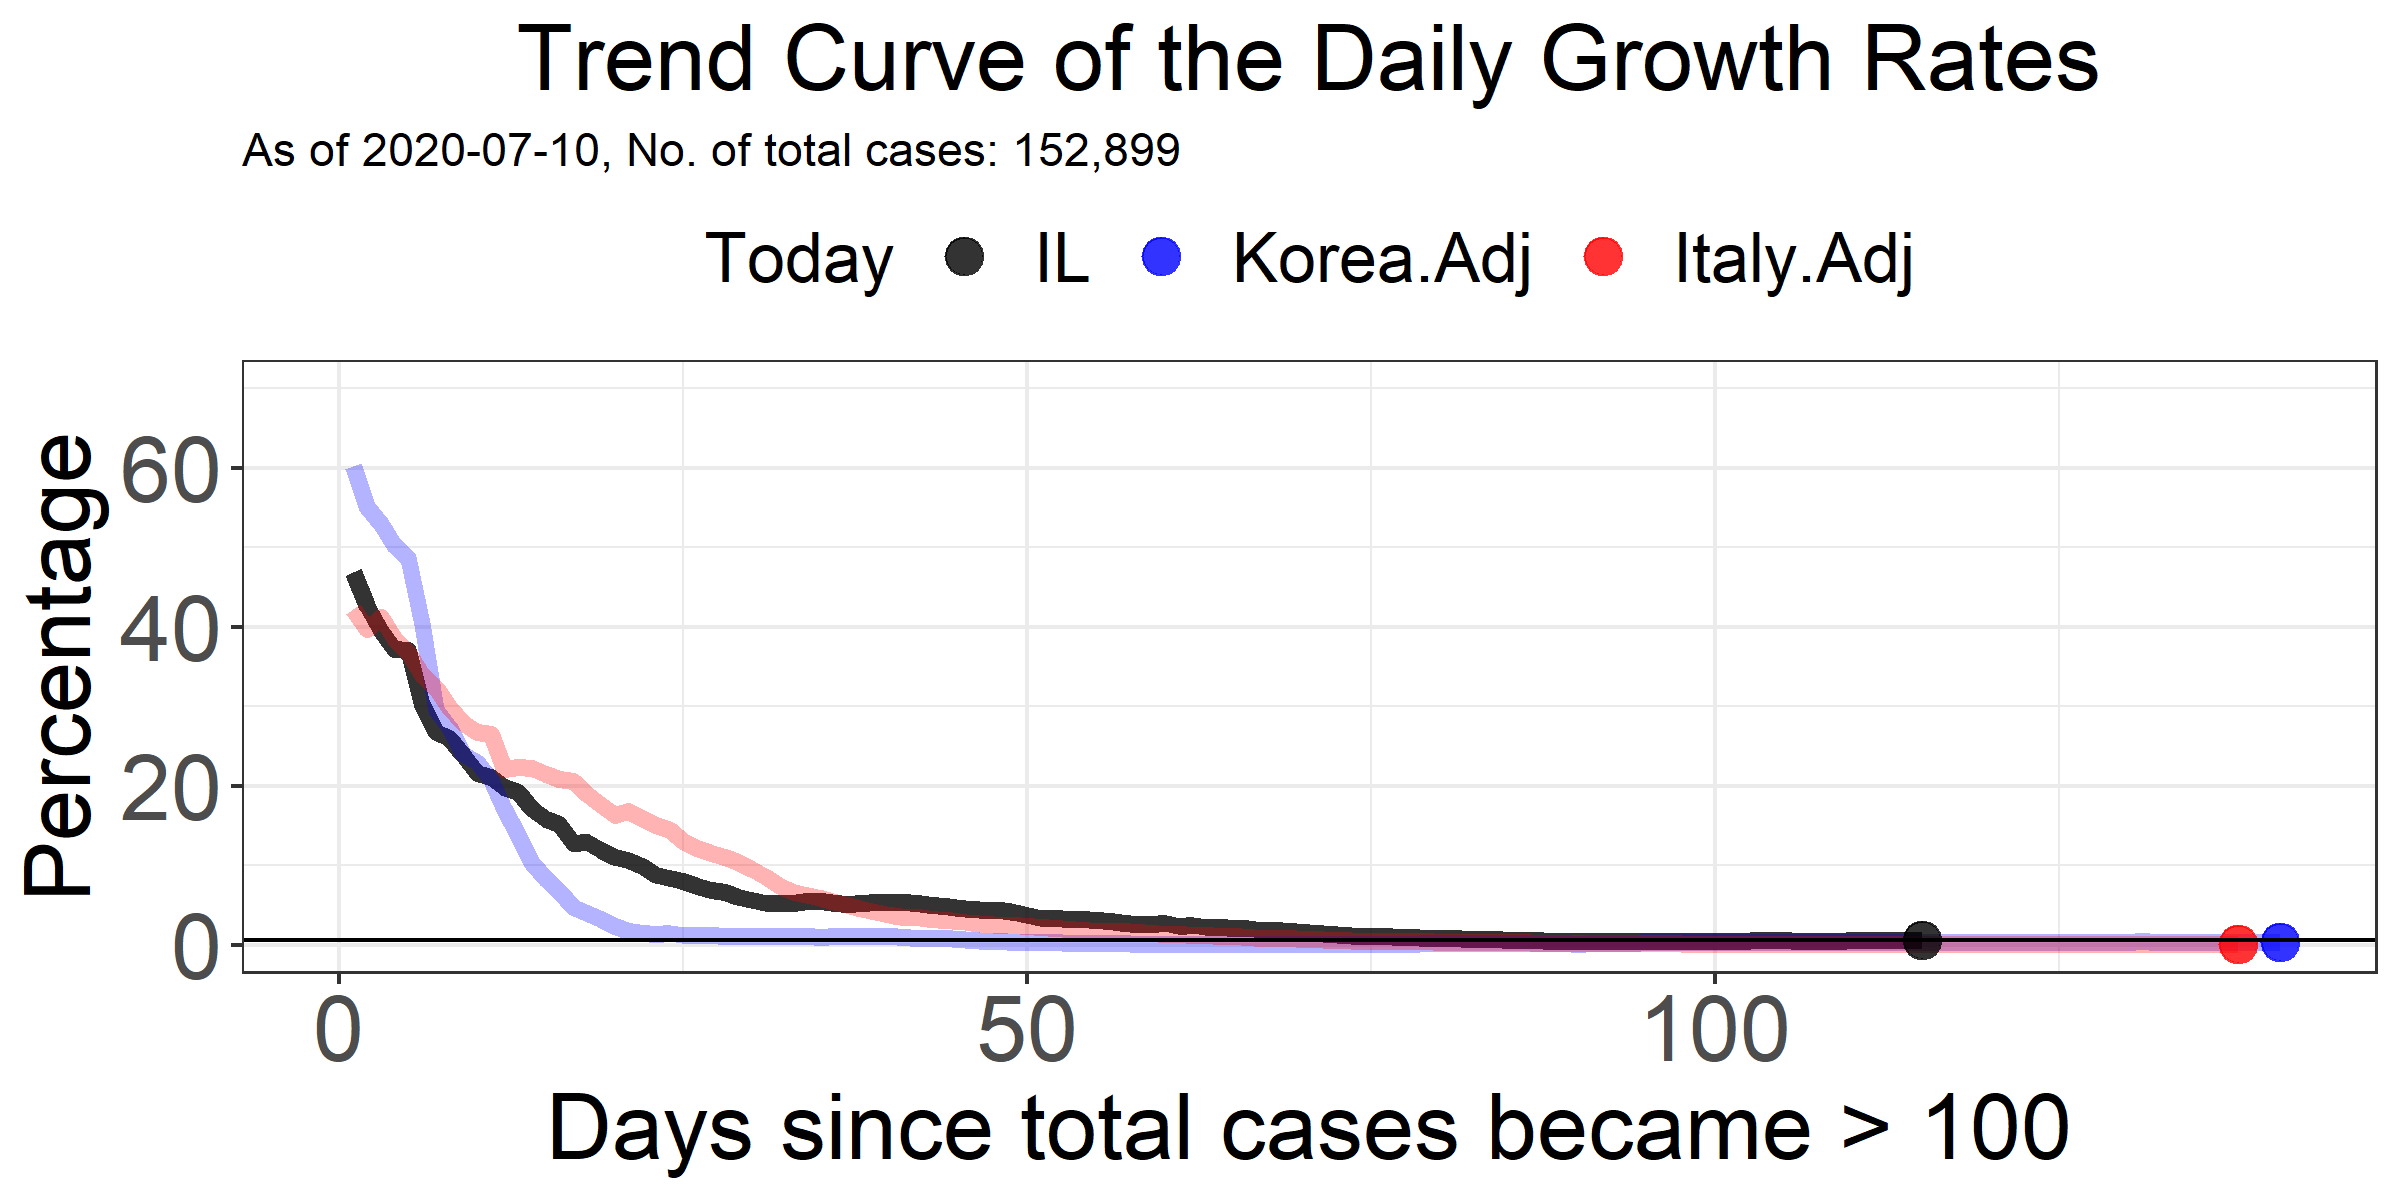 Trend Curve of the Daily Growth Rates
As of 2020-07-10, No. of total cases: 152,899
Today IL Korea.Adj Italy.Adj
Percentage
60
40
20
0
0 50 100
Days since total cases became > 100